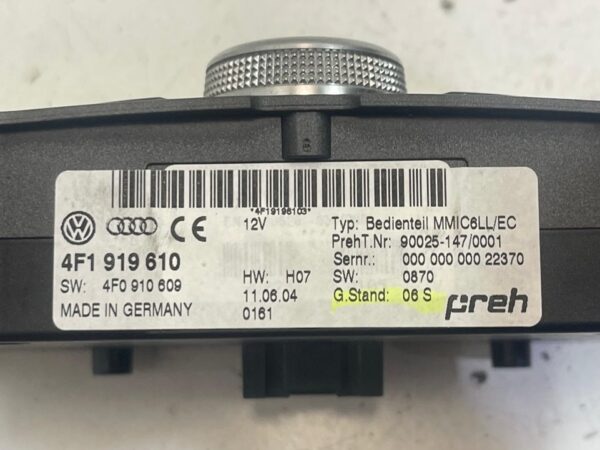 *4F19196103*
CE 12V Typ: Bedienteil MMIC6LL/EC
PrehT.Nr: 90025-147/0001
4F1 919 610 Sernr.: 000 000 000 22370
SW: 4F0 910 609 HW: H07 SW: 0870
11.06.04 G.Stand: 06 S
MADE IN GERMANY 0161 preh